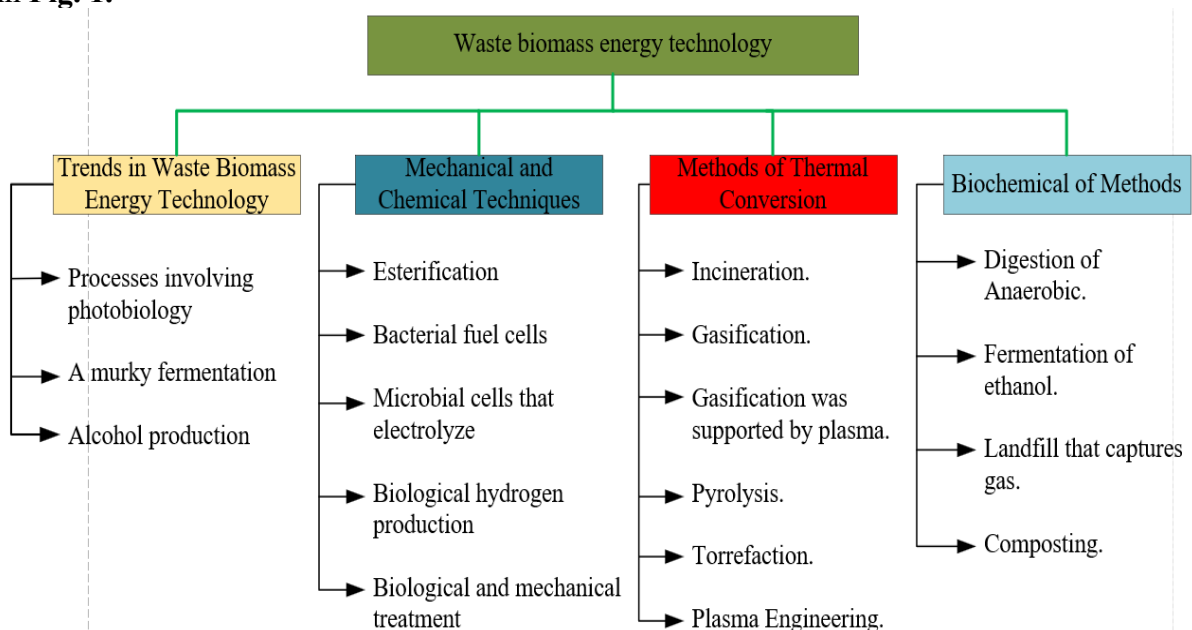 in Fig. 1.
Waste biomass energy technology
Trends in Waste Biomass
Energy Technology
Processes involving
photobiology
A murky fermentation
Alcohol production
Mechanical and
Chemical Techniques
Esterification
Bacterial fuel cells
Microbial cells that
electrolyze
Biological hydrogen
production
Biological and mechanical
treatment
Methods of Thermal
Conversion
Incineration.
Gasification.
Gasification was
supported by plasma.
Pyrolysis.
Torrefaction.
Plasma Engineering.
Biochemical of Methods
Digestion of
Anaerobic.
Fermentation of
ethanol.
Landfill that captures
gas.
Composting.